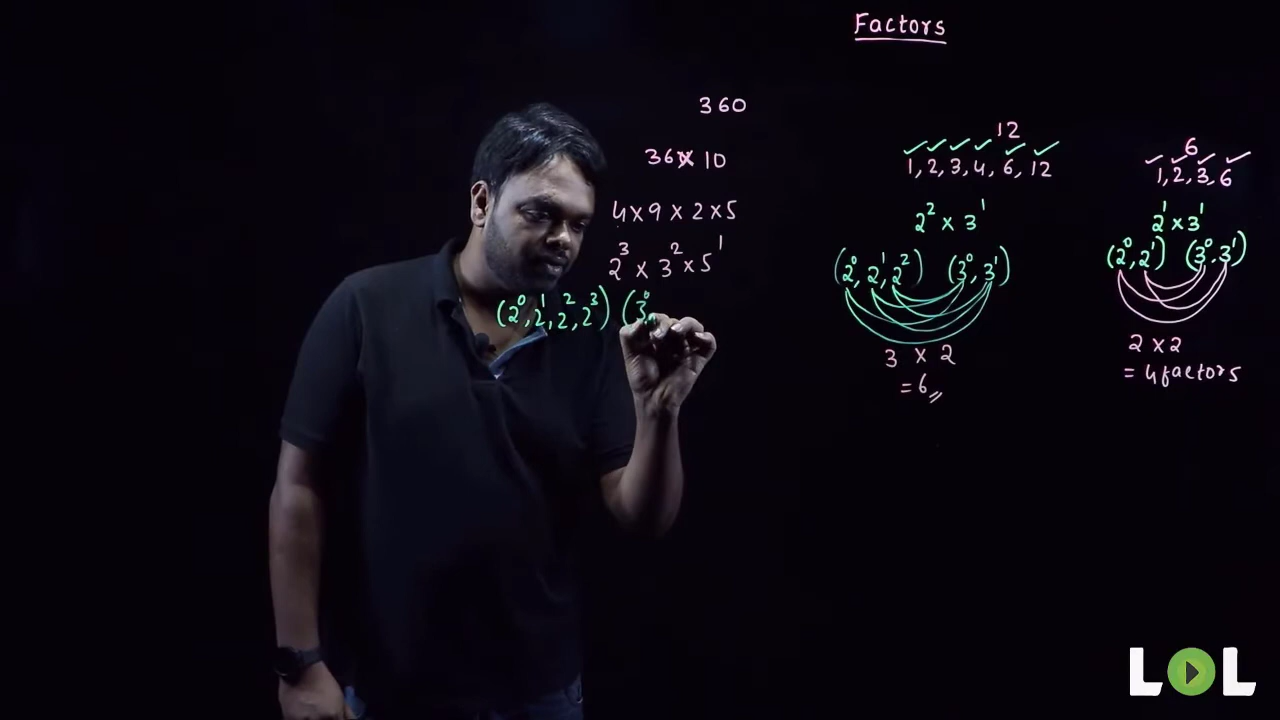 Factors
360
36 x 10
4 x 9 x 2 x 5
2³ x 3² x 5¹
(2⁰, 2¹, 2², 2³) (3⁰,
12
1, 2, 3, 4, 6, 12
2² x 3¹
(2⁰, 2¹, 2²) (3⁰, 3¹)
3 x 2
= 6
6
1, 2, 3, 6
2¹ x 3¹
(2⁰, 2¹) (3⁰, 3¹)
2 x 2
= 4 factors
LOL